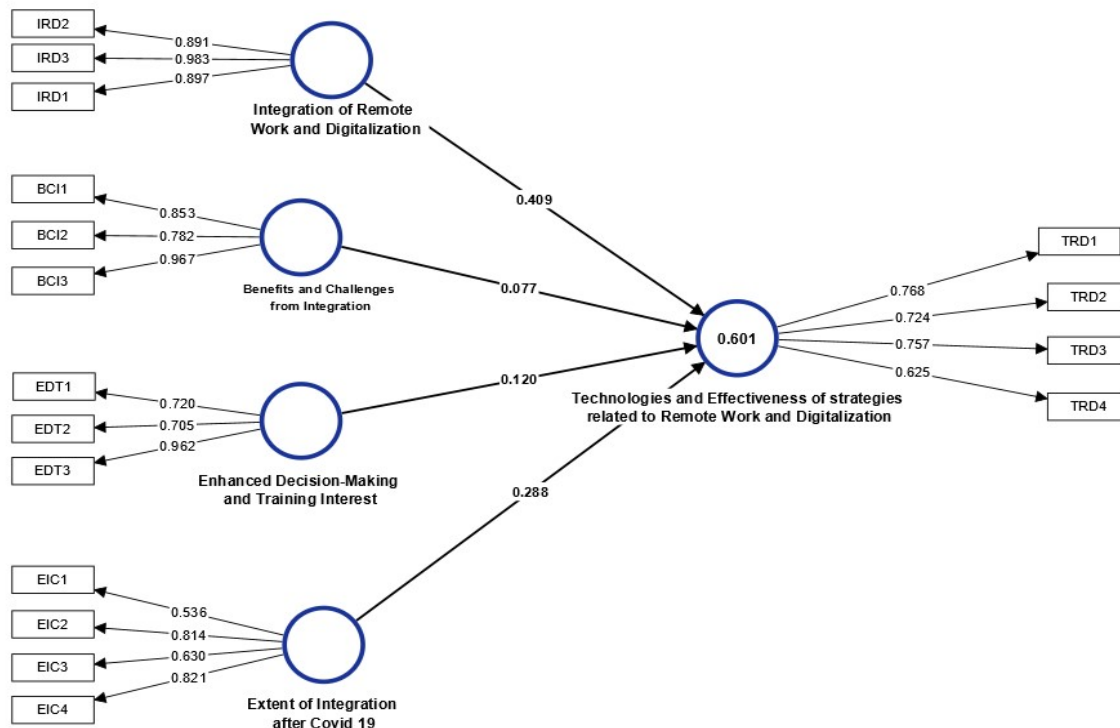 IRD2
IRD3
IRD1
0.891
0.983
0.897
Integration of Remote
Work and Digitalization
0.409
BCI1
BCI2
BCI3
0.853
0.782
0.967
Benefits and Challenges
from Integration
0.077
EDT1
EDT2
EDT3
0.720
0.705
0.962
Enhanced Decision-Making
and Training Interest
0.120
EIC1
EIC2
EIC3
EIC4
0.536
0.814
0.630
0.821
Extent of Integration
after Covid 19
0.288
0.601
Technologies and Effectiveness of strategies
related to Remote Work and Digitalization
0.768
0.724
0.757
0.625
TRD1
TRD2
TRD3
TRD4